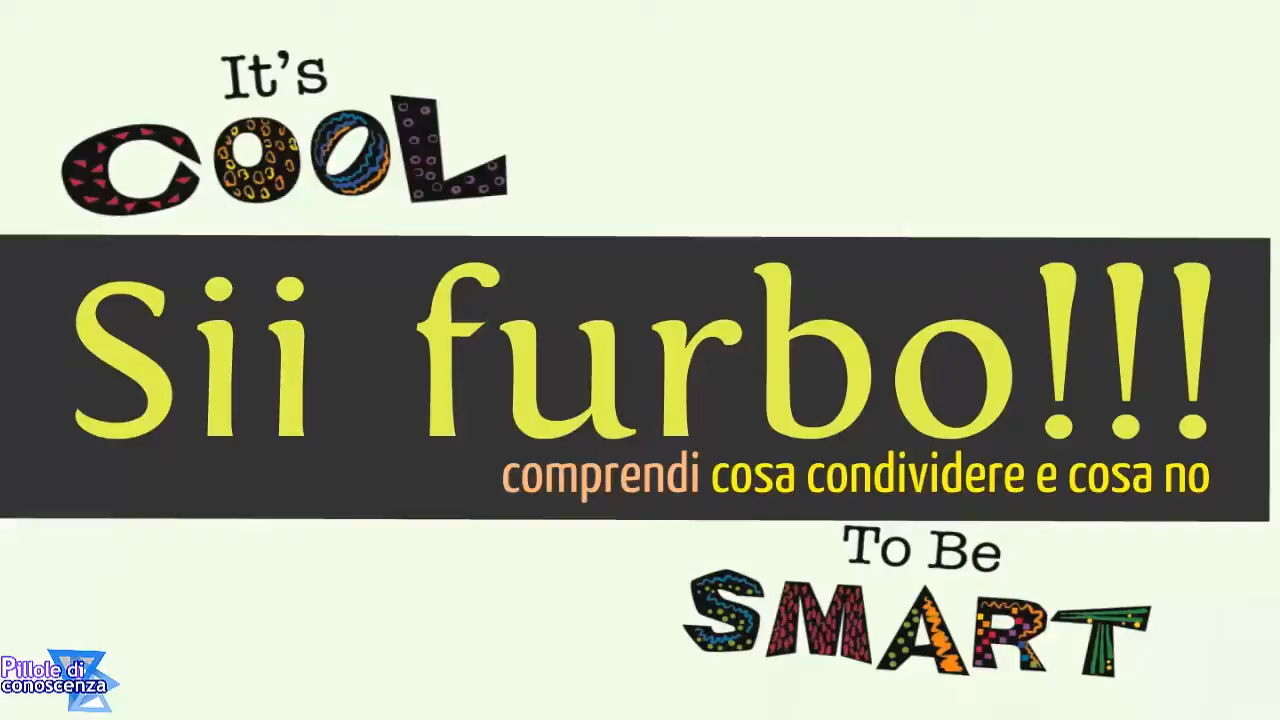 It's
COOL
Sii furbo!!!
comprendi cosa condividere e cosa no
To Be
SMART
Pillole di
conoscenza